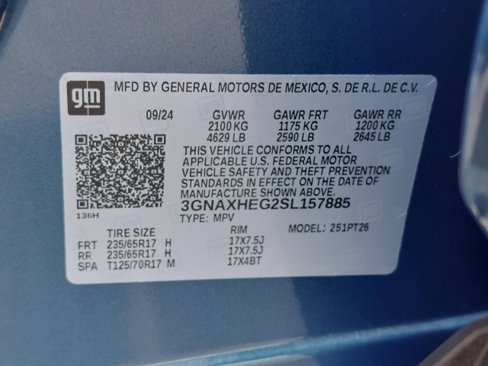 gm
MFD BY GENERAL MOTORS DE MEXICO, S. DE R.L. DE C.V.
09/24 GVWR GAWR FRT GAWR RR
2100 KG 1175 KG 1200 KG
4629 LB 2590 LB 2645 LB
THIS VEHICLE CONFORMS TO ALL
APPLICABLE U.S. FEDERAL MOTOR
VEHICLE SAFETY AND THEFT PREVENTION
STANDARDS IN EFFECT ON THE DATE OF
MANUFACTURE SHOWN ABOVE.
3GNAXHEG2SL157885
136H TYPE: MPV
TIRE SIZE RIM MODEL: 251PT26
FRT 235/65R17 H 17X7.5J
RR 235/65R17 H 17X7.5J
SPA T125/70R17 M 17X4BT